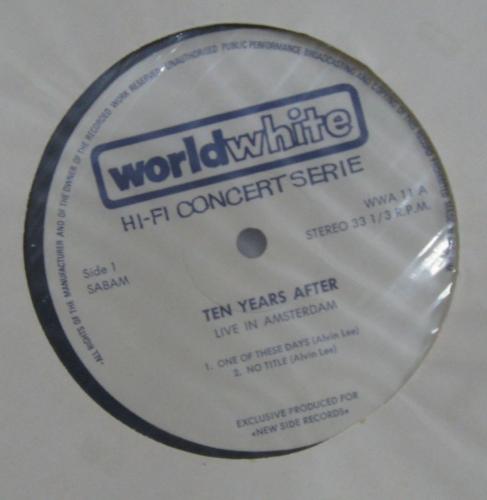 •ALL RIGHTS OF THE MANUFACTURER AND OF THE OWNER OF THE RECORDED WORK RESERVED. UNAUTHORISED PUBLIC PERFORMANCE BROADCASTING AND COPYING OF
worldwhite
HI-FI CONCERT SERIE
WWA 11 A
STEREO 33 1/3 R.P.M.
Side 1
SABAM
TEN YEARS AFTER
LIVE IN AMSTERDAM
1. ONE OF THESE DAYS (Alvin Lee)
2. NO TITLE (Alvin Lee)
EXCLUSIVE PRODUCED FOR
«NEW SIDE RECORDS»